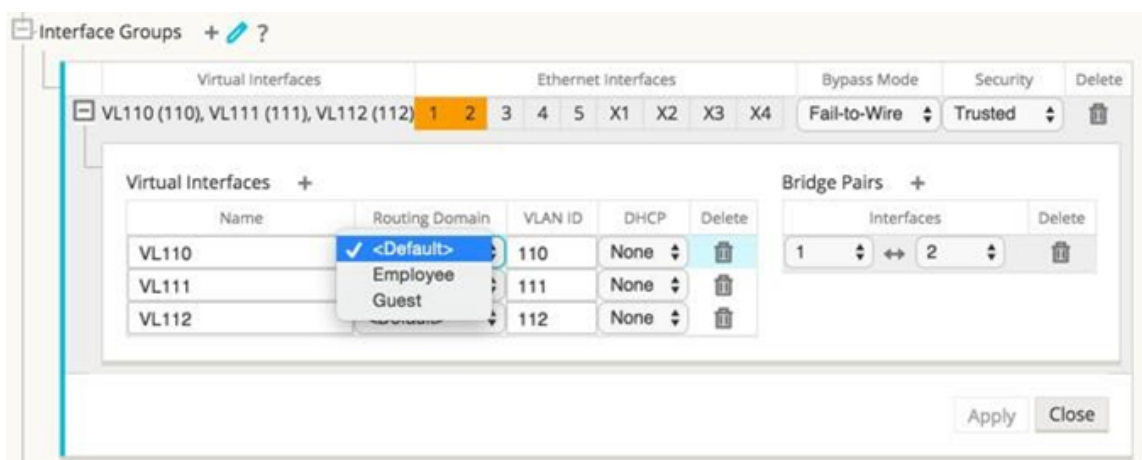 Interface Groups + ?
Virtual Interfaces Ethernet Interfaces Bypass Mode Security Delete
VL110 (110), VL111 (111), VL112 (112) 1 2 3 4 5 X1 X2 X3 X4 Fail-to-Wire Trusted
Virtual Interfaces + Bridge Pairs +
Name Routing Domain VLAN ID DHCP Delete Interfaces Delete
VL110 ✓ <Default> 110 None 1 ↔ 2
Employee
VL111 111 None
Guest
VL112 <Default> 112 None
Apply Close